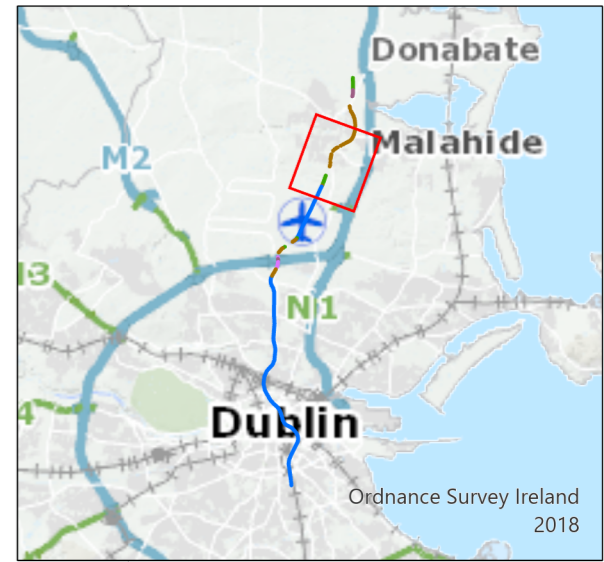 Donabate
Malahide
M2
N1
Dublin
Ordnance Survey Ireland
2018